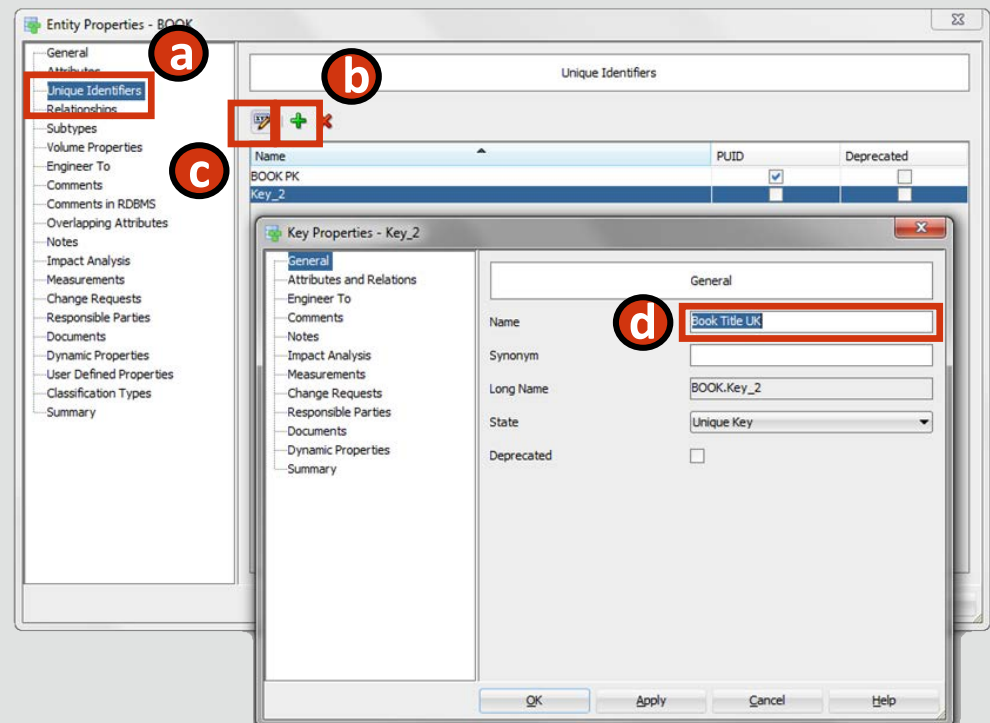 Entity Properties - BOOK
a
b
c
d
General
Attributes
Unique Identifiers
Relationships
Subtypes
Volume Properties
Engineer To
Comments
Comments in RDBMS
Overlapping Attributes
Notes
Impact Analysis
Measurements
Change Requests
Responsible Parties
Documents
Dynamic Properties
User Defined Properties
Classification Types
Summary
Unique Identifiers
Name PUID Deprecated
BOOK PK
Key_2
Key Properties - Key_2
General
Attributes and Relations
Engineer To
Comments
Notes
Impact Analysis
Measurements
Change Requests
Responsible Parties
Documents
Dynamic Properties
Summary
General
Name Book Title UK
Synonym
Long Name BOOK.Key_2
State Unique Key
Deprecated
OK Apply Cancel Help